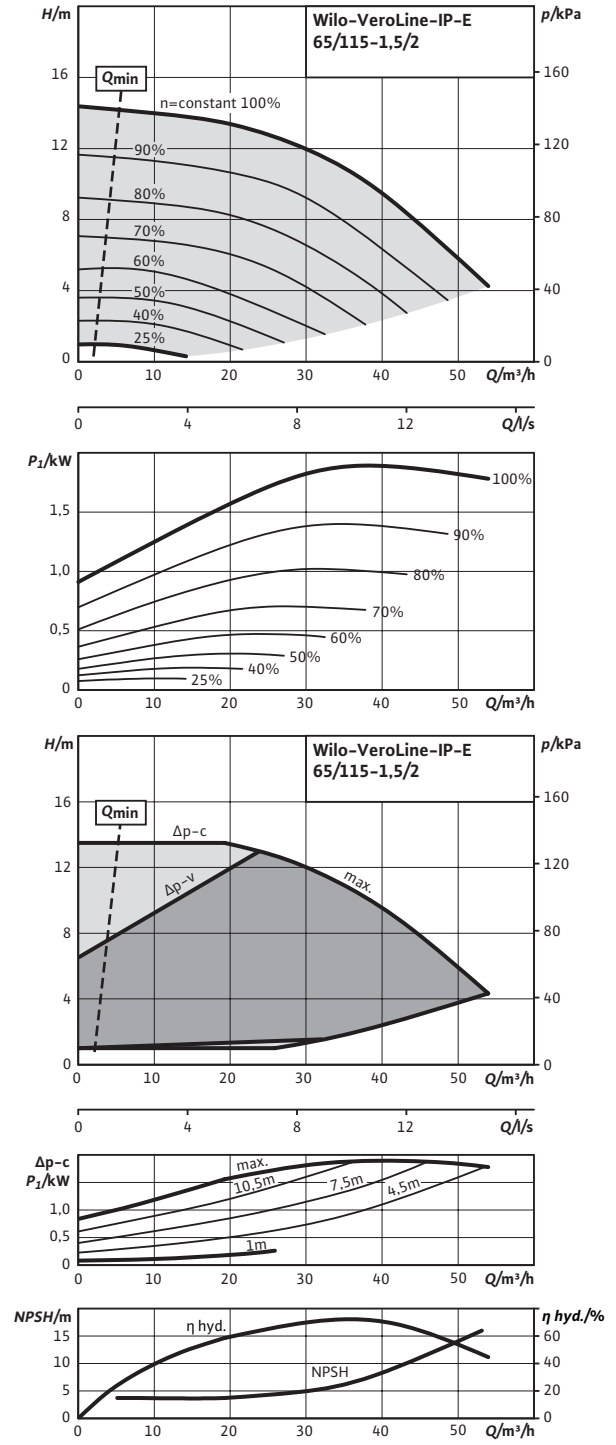 H/m
Wilo-VeroLine-IP-E
65/115-1,5/2
p/kPa
16
160
Qmin
n=constant 100%
12
120
90%
80%
8
80
70%
60%
4
50%
40
40%
25%
0
0
0 10 20 30 40 50 Q/m³/h
0 4 8 12 Q/l/s
P₁/kW
100%
1,5
90%
1,0
80%
70%
0,5
60%
50%
40%
25%
0
0 10 20 30 40 50 Q/m³/h
H/m
Wilo-VeroLine-IP-E
65/115-1,5/2
p/kPa
16
160
Qmin
Δp-c
12
120
Δp-v
max.
8
80
4
40
0
0
0 10 20 30 40 50 Q/m³/h
0 4 8 12 Q/l/s
Δp-c
P₁/kW
max.
10,5m
7,5m
4,5m
1,0
0,5
1m
0
0 10 20 30 40 50 Q/m³/h
NPSH/m
η hyd./%
η hyd.
15
60
10
40
NPSH
5
20
0
0
0 10 20 30 40 50 Q/m³/h